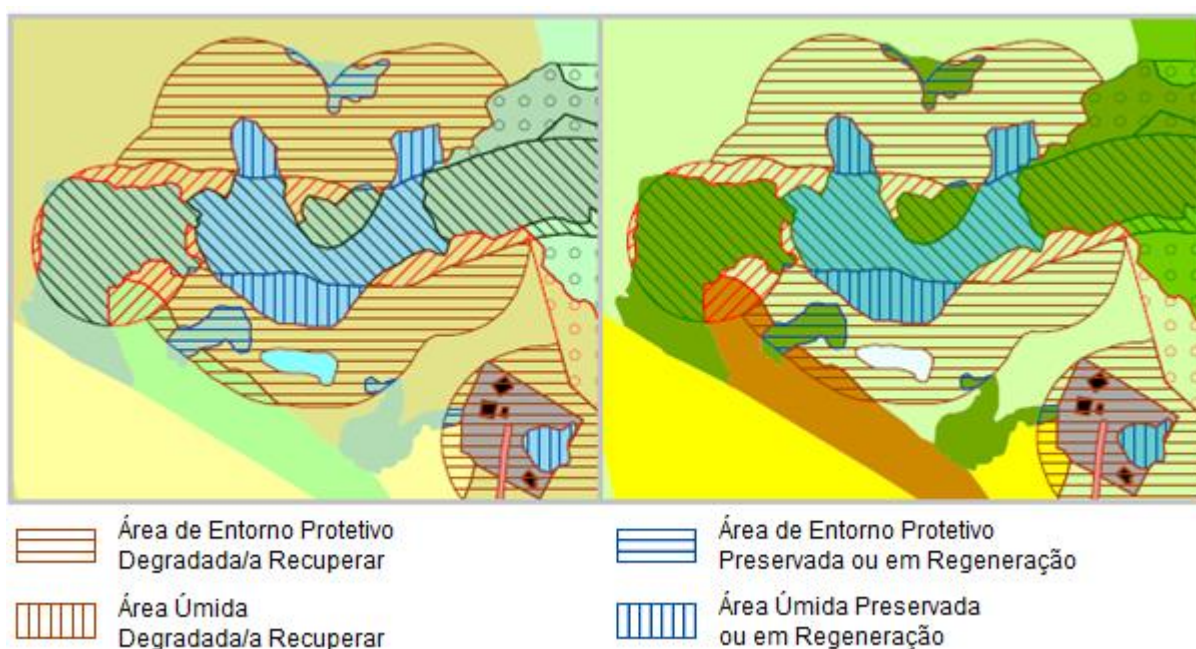 Área de Entorno Protetivo
Degradada/a Recuperar
Área de Entorno Protetivo
Preservada ou em Regeneração
Área Úmida
Degradada/a Recuperar
Área Úmida Preservada
ou em Regeneração